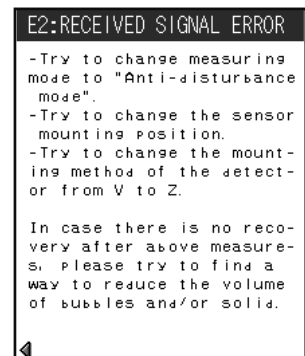 E2:RECEIVED SIGNAL ERROR
-Try to change measuring
mode to "Anti-disturbance
mode".
-Try to change the sensor
mounting position.
-Try to change the mount-
ing method of the detect-
or from V to Z.
In case there is no reco-
very after above measure-
s, please try to find a
way to reduce the volume
of bubbles and/or solid.